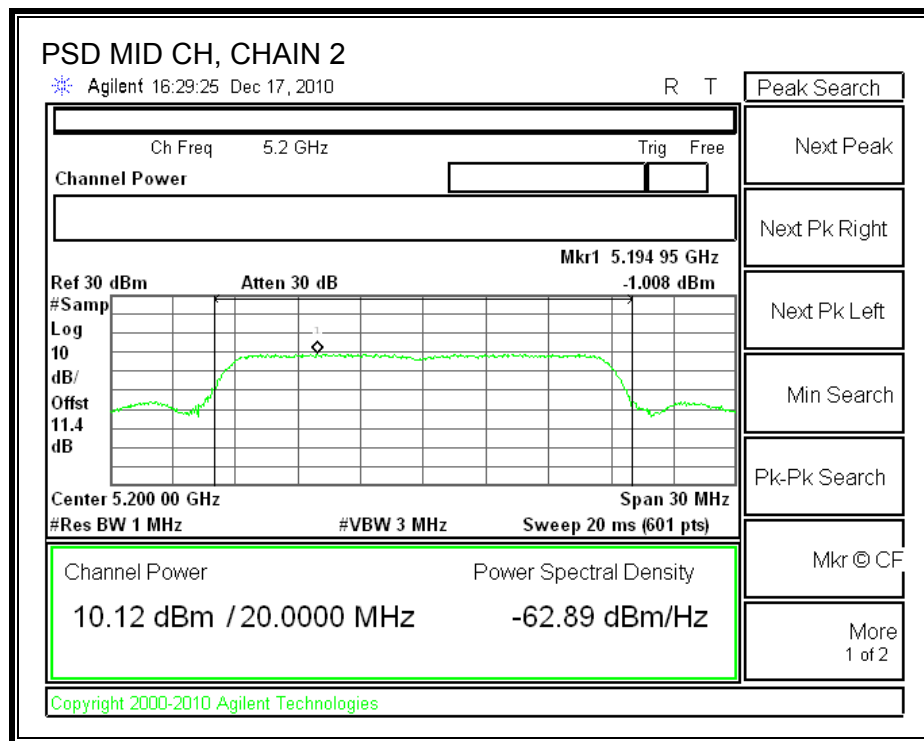 PSD MID CH, CHAIN 2
Agilent 16:29:25 Dec 17, 2010 R T
Peak Search
Ch Freq 5.2 GHz Trig Free
Channel Power
Next Peak
Next Pk Right
Mkr1 5.194 95 GHz
Ref 30 dBm Atten 30 dB -1.008 dBm
#Samp
Log
10
dB/
Offst
11.4
dB
1
Next Pk Left
Min Search
Pk-Pk Search
Center 5.200 00 GHz Span 30 MHz
#Res BW 1 MHz #VBW 3 MHz Sweep 20 ms (601 pts)
Channel Power Power Spectral Density
10.12 dBm / 20.0000 MHz -62.89 dBm/Hz
Mkr © CF
More
1 of 2
Copyright 2000-2010 Agilent Technologies